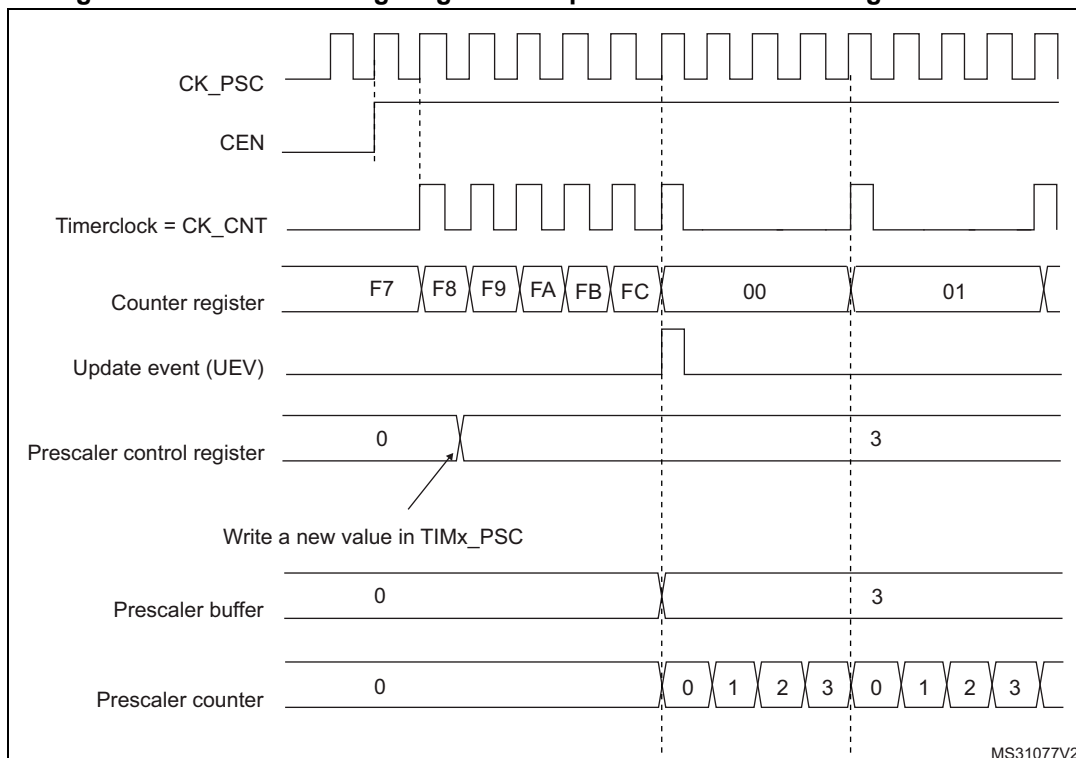 CK_PSC
CEN
Timerclock = CK_CNT
Counter register F7 F8 F9 FA FB FC 00 01
Update event (UEV)
Prescaler control register 0 3
Write a new value in TIMx_PSC
Prescaler buffer 0 3
Prescaler counter 0 0 1 2 3 0 1 2 3
MS31077V2